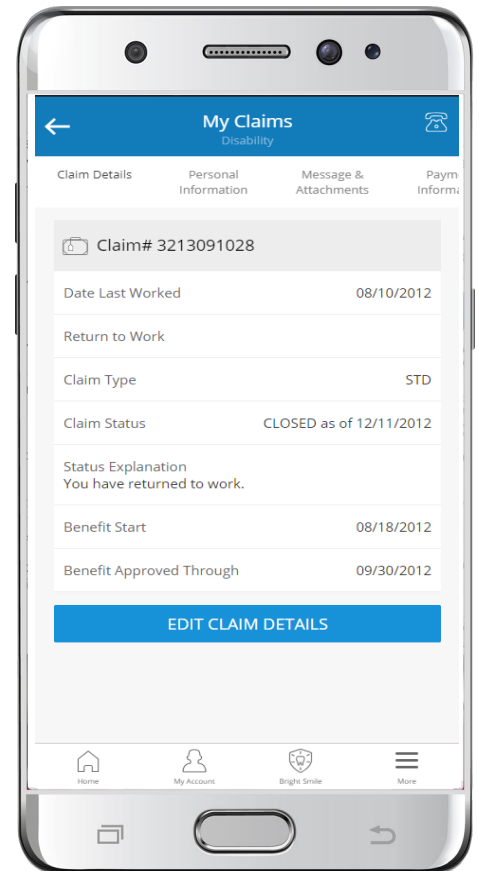 My Claims
Disability
Claim Details
Personal
Information
Message &
Attachments
Paym
Informa
Claim# 3213091028
Date Last Worked 08/10/2012
Return to Work
Claim Type STD
Claim Status CLOSED as of 12/11/2012
Status Explanation
You have returned to work.
Benefit Start 08/18/2012
Benefit Approved Through 09/30/2012
EDIT CLAIM DETAILS
Home My Account Bright Smile More